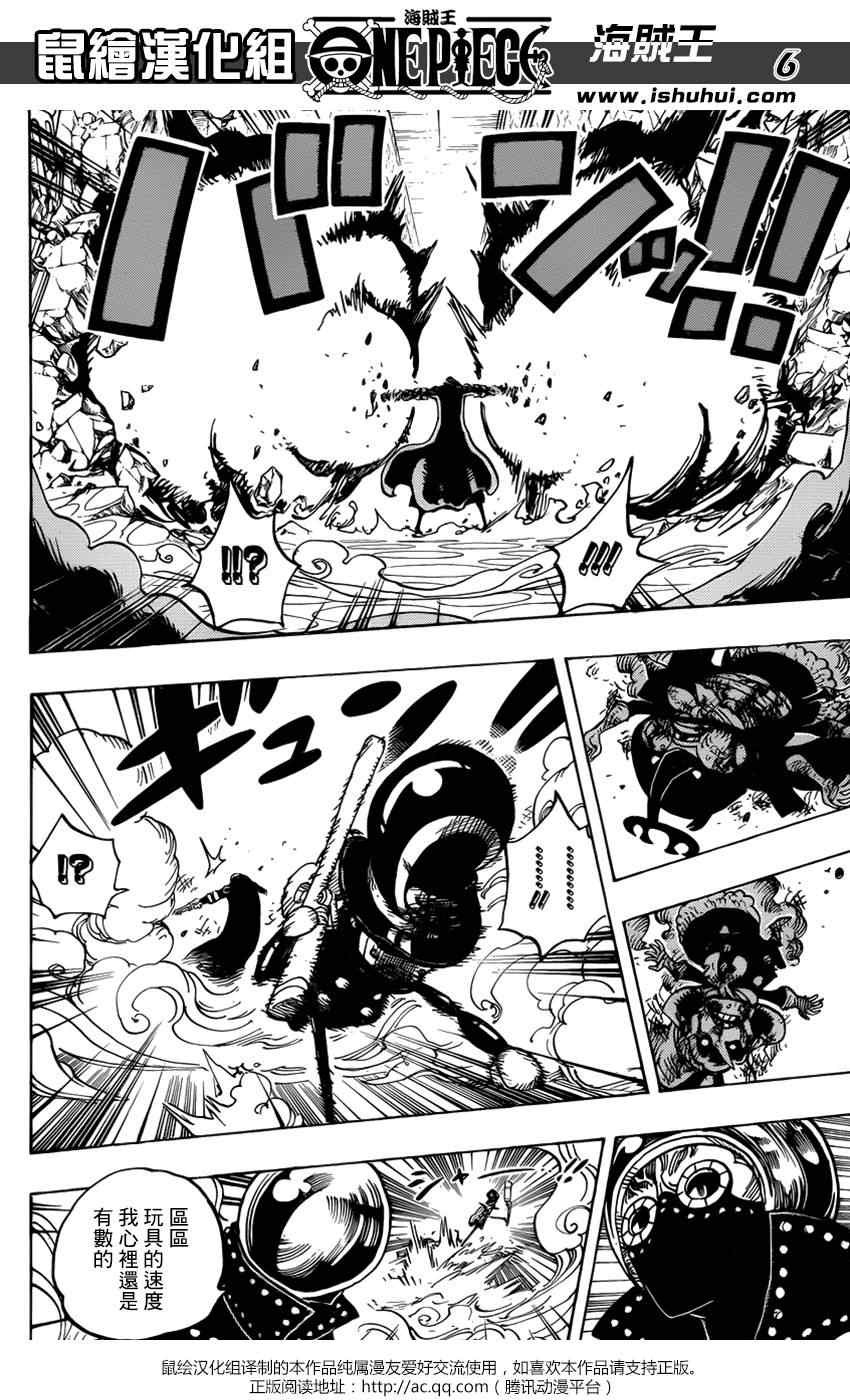 鼠繪漢化組
海賊王
ONE PIECE
海賊王
6
www.ishuhui.com
バンッ!!
!!?
!!!
ギュン!
!?
………!!
區區
玩具的速度
我心裡還是
有數的
鼠绘汉化组译制的本作品纯属漫友爱好交流使用，如喜欢本作品请支持正版。
正版阅读地址：http://ac.qq.com（腾讯动漫平台）